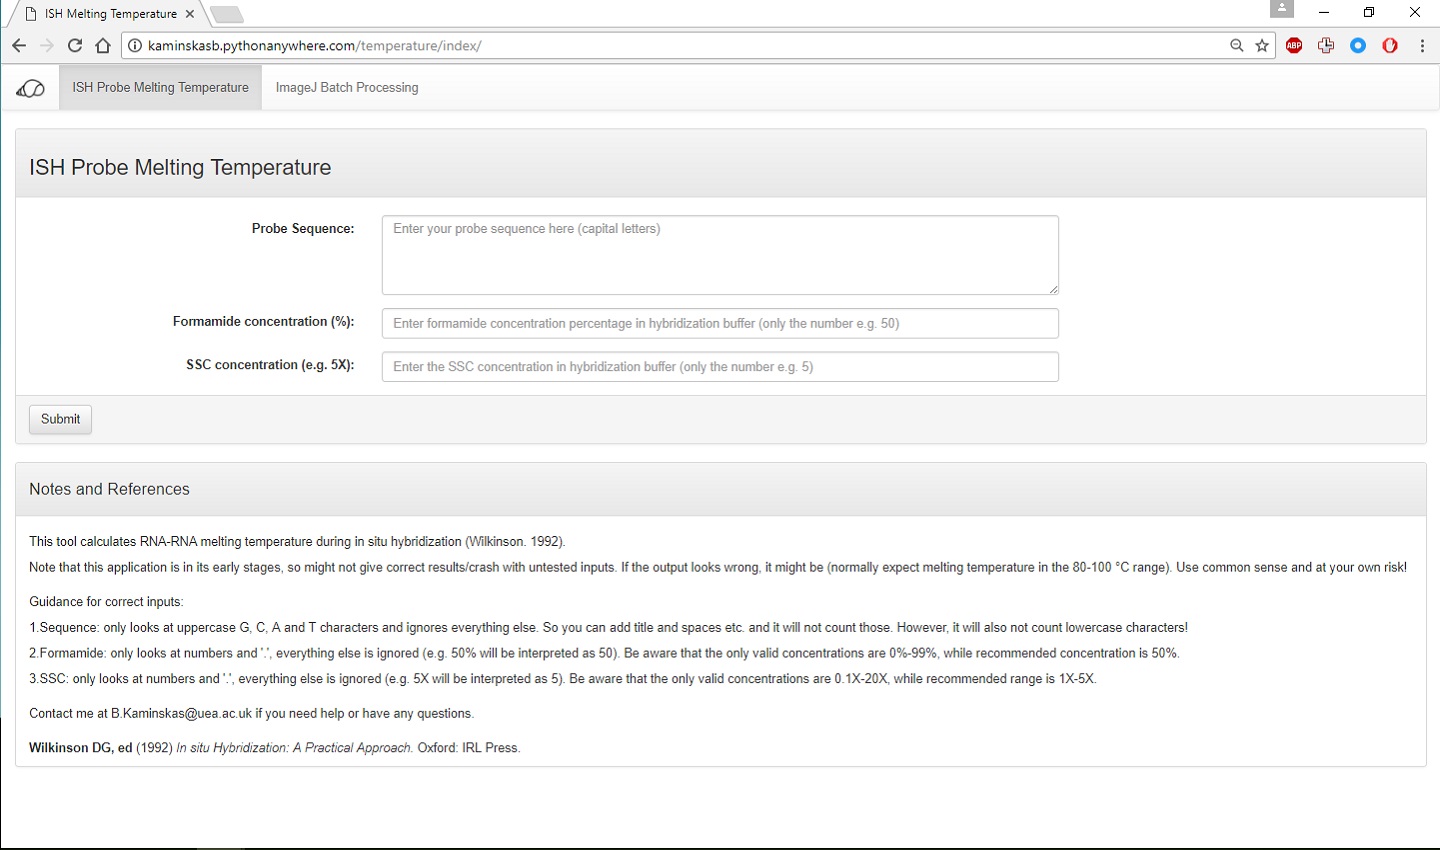 ISH Melting Temperature
kaminskasb.pythonanywhere.com/temperature/index/
ABP
ISH Probe Melting Temperature
ImageJ Batch Processing
ISH Probe Melting Temperature
Probe Sequence:
Enter your probe sequence here (capital letters)
Formamide concentration (%):
Enter formamide concentration percentage in hybridization buffer (only the number e.g. 50)
SSC concentration (e.g. 5X):
Enter the SSC concentration in hybridization buffer (only the number e.g. 5)
Submit
Notes and References
This tool calculates RNA-RNA melting temperature during in situ hybridization (Wilkinson. 1992).
Note that this application is in its early stages, so might not give correct results/crash with untested inputs. If the output looks wrong, it might be (normally expect melting temperature in the 80-100 °C range). Use common sense and at your own risk!
Guidance for correct inputs:
1.Sequence: only looks at uppercase G, C, A and T characters and ignores everything else. So you can add title and spaces etc. and it will not count those. However, it will also not count lowercase characters!
2.Formamide: only looks at numbers and '.', everything else is ignored (e.g. 50% will be interpreted as 50). Be aware that the only valid concentrations are 0%-99%, while recommended concentration is 50%.
3.SSC: only looks at numbers and '.', everything else is ignored (e.g. 5X will be interpreted as 5). Be aware that the only valid concentrations are 0.1X-20X, while recommended range is 1X-5X.
Contact me at B.Kaminskas@uea.ac.uk if you need help or have any questions.
Wilkinson DG, ed (1992) In situ Hybridization: A Practical Approach. Oxford: IRL Press.